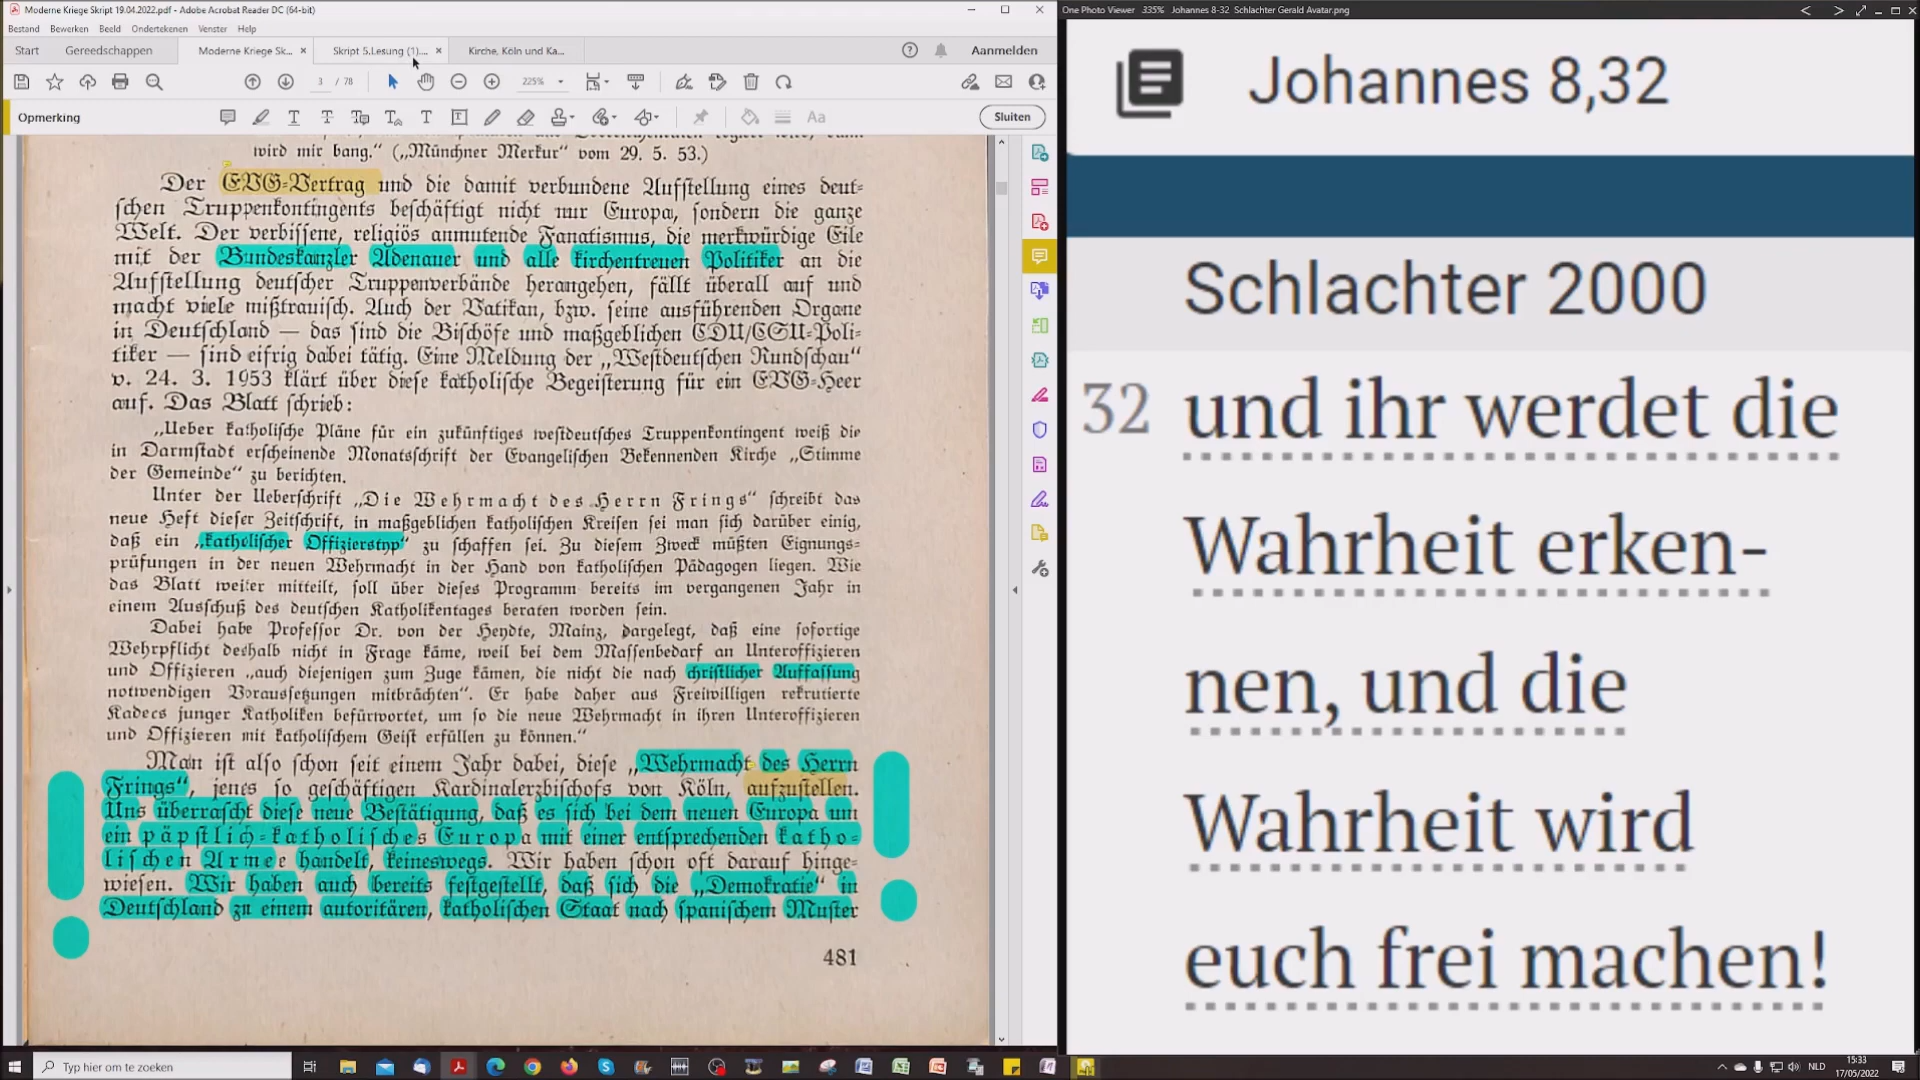 Moderne Kriege Skript 19.04.2022.pdf - Adobe Acrobat Reader DC (64-bit)
Bestand Bewerken Beeld Ondertekenen Venster Help
Start Gereedschappen Moderne Kriege Sk... Skript 5.Lesung (1).... Kirche, Köln und Ka... Aanmelden
3 / 78 225%
Opmerking Sluiten
wird mir bang.“ („Münchner Merkur“ vom 29. 5. 53.)
Der EVG-Vertrag und die damit verbundene Aufstellung eines deut-
schen Truppenkontingents beschäftigt nicht nur Europa, sondern die ganze
Welt. Der verbissene, religiös anmutende Fanatismus, die merkwürdige Eile
mit der Bundeskanzler Adenauer und alle kirchentreuen Politiker an die
Aufstellung deutscher Truppenverbände herangehen, fällt überall auf und
macht viele mißtrauisch. Auch der Vatikan, bzw. seine ausführenden Organe
in Deutschland — das sind die Bischöfe und maßgeblichen CDU/CSU-Poli-
tiker — sind eifrig dabei tätig. Eine Meldung der „Westdeutschen Rundschau“
v. 24. 3. 1953 klärt über diese katholische Begeisterung für ein EVG-Heer
auf. Das Blatt schrieb:
„Ueber katholische Pläne für ein zukünftiges westdeutsches Truppenkontingent weiß die
in Darmstadt erscheinende Monatsschrift der Evangelischen Bekennenden Kirche „Stimme
der Gemeinde“ zu berichten.
Unter der Ueberschrift „Die Wehrmacht des Herrn Frings“ schreibt das
neue Heft dieser Zeitschrift, in maßgeblichen katholischen Kreisen sei man sich darüber einig,
daß ein „katholischer Offizierstyp“ zu schaffen sei. Zu diesem Zweck müßten Eignungs-
prüfungen in der neuen Wehrmacht in der Hand von katholischen Pädagogen liegen. Wie
das Blatt weiter mitteilt, soll über dieses Programm bereits im vergangenen Jahr in
einem Ausschuß des deutschen Katholikentages beraten worden sein.
Dabei habe Professor Dr. von der Heydte, Mainz, dargelegt, daß eine sofortige
Wehrpflicht deshalb nicht in Frage käme, weil bei dem Massenbedarf an Unteroffizieren
und Offizieren „auch diejenigen zum Zuge kämen, die nicht die nach christlicher Auffassung
notwendigen Voraussetzungen mitbrächten“. Er habe daher aus Freiwilligen rekrutierte
Kadecs junger Katholiken befürwortet, um so die neue Wehrmacht in ihren Unteroffizieren
und Offizieren mit katholischem Geist erfüllen zu können.“
Man ist also schon seit einem Jahr dabei, diese „Wehrmacht des Herrn
Frings“, jenes so geschäftigen Kardinalerzbischofs von Köln, aufzustellen.
Uns überrascht diese neue Bestätigung, daß es sich bei dem neuen Europa um
ein päpstlich-katholisches Europa mit einer entsprechenden katho-
lischen Armee handelt, keineswegs. Wir haben schon oft darauf hinge-
wiesen. Wir haben auch bereits festgestellt, daß sich die „Demokratie“ in
Deutschland zu einem autoritären, katholischen Staat nach spanischem Muster
481
One Photo Viewer 335% Johannes 8-32 Schlachter Gerald Avatar.png
Johannes 8,32
Schlachter 2000
32 und ihr werdet die
Wahrheit erken-
nen, und die
Wahrheit wird
euch frei machen!
Typ hier om te zoeken
NLD
15:33
17/05/2022